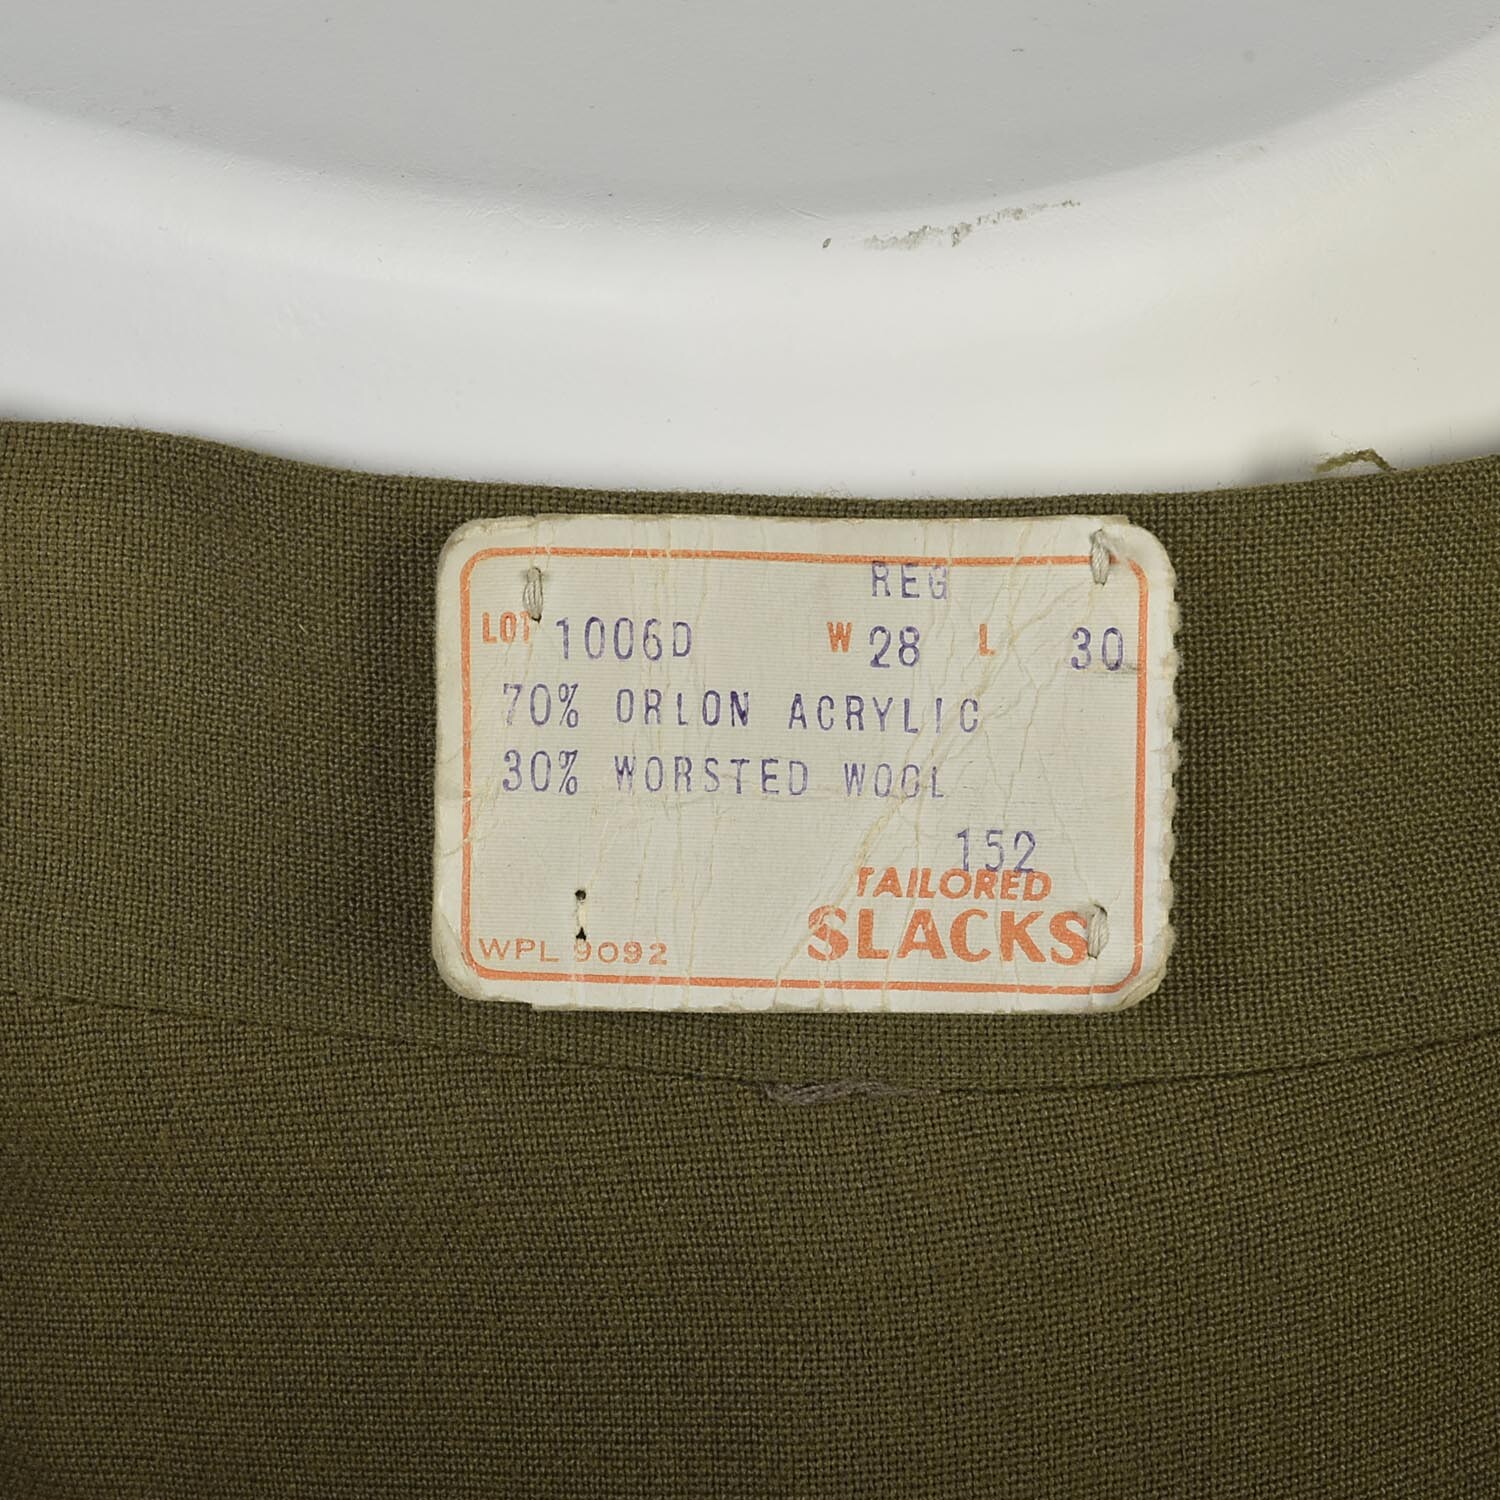 REG
LOT 1006D W 28 L 30
70% ORLON ACRYLIC
30% WORSTED WOOL
152
TAILORED
SLACKS
WPL 9092